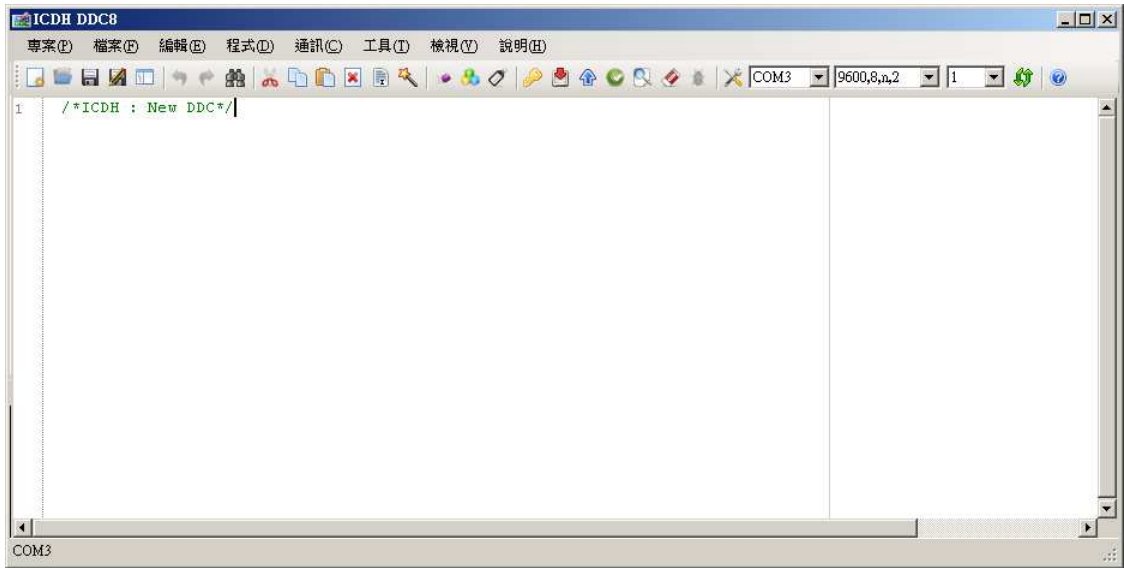 ICDH DDC8
專案(P) 檔案(F) 編輯(E) 程式(D) 通訊(C) 工具(T) 檢視(V) 說明(H)
COM3 9600,8,n,2 1
1 /*ICDH : New DDC*/
COM3